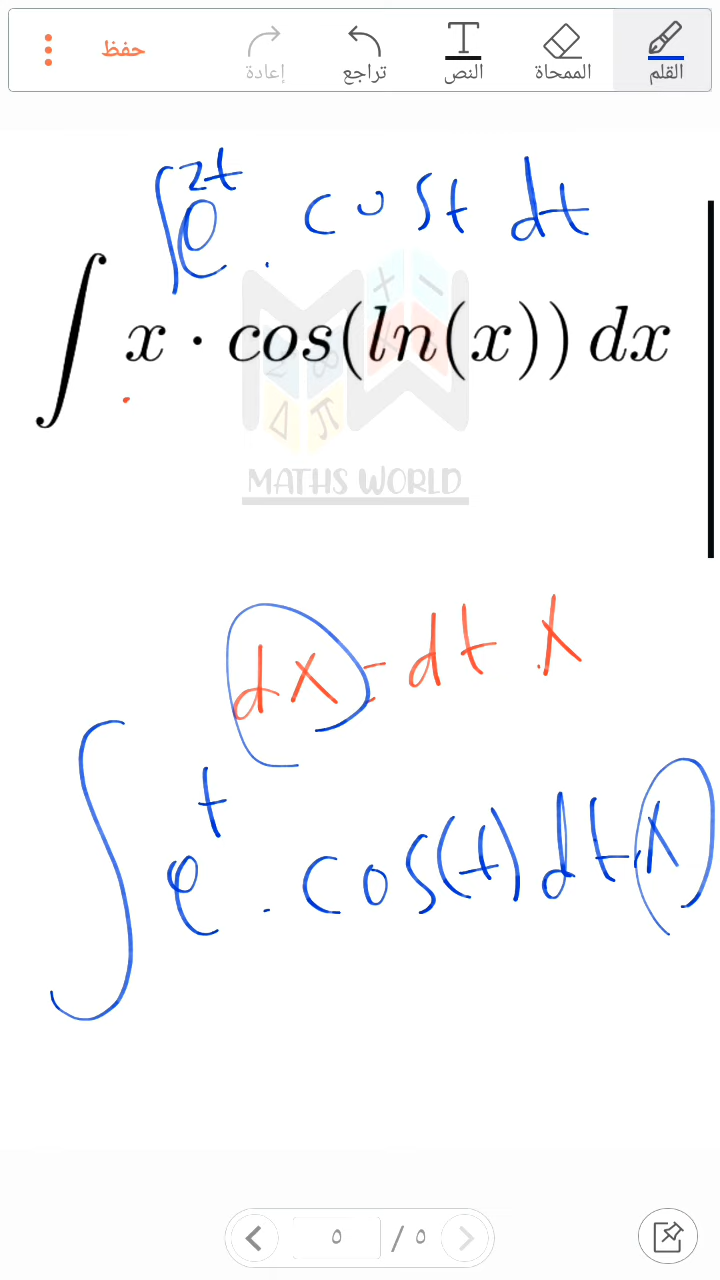 حفظ إعادة تراجع النص الممحاة القلم
∫e^{2t} . cost dt
∫ x · cos(ln(x)) dx
MATHS WORLD
dx = dt x
∫ e^t . cos(t) dt . x
٥ / ٥